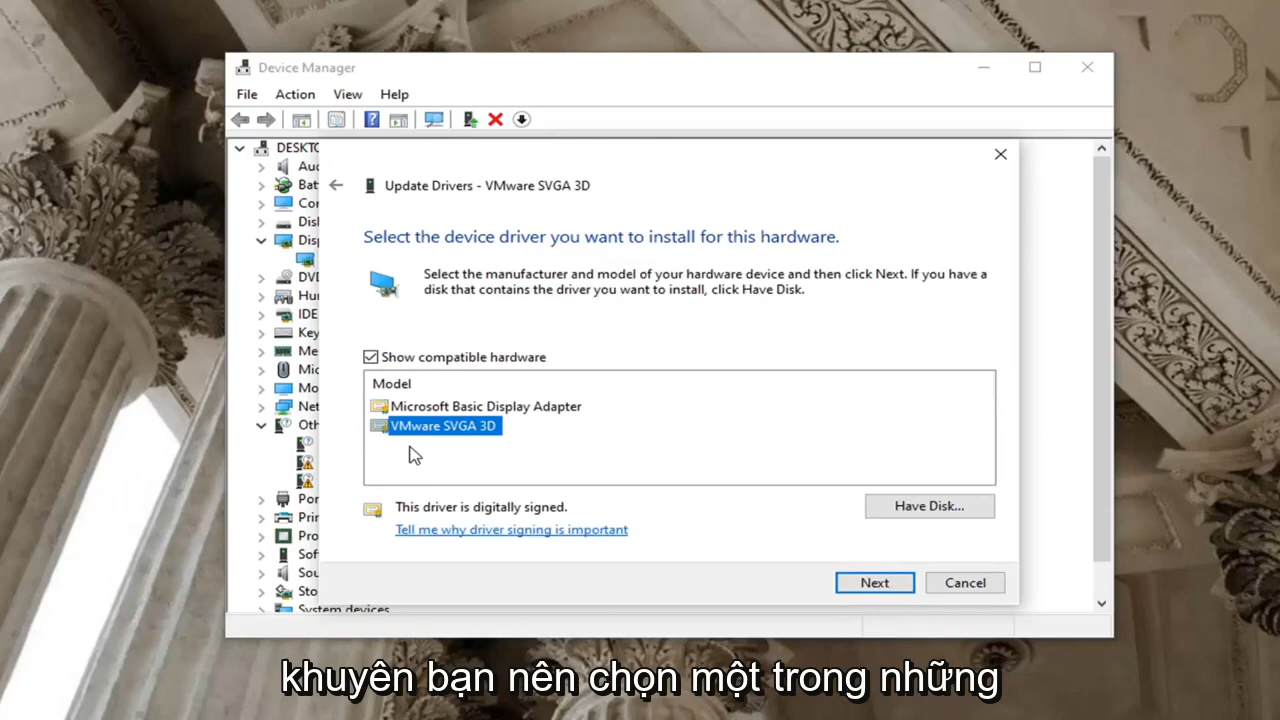 Device Manager
File Action View Help
DESKTO
Aud
Bat
Co
Disl
Disp
DVD
Hu
IDE
Key
Me
Mic
Mo
Net
Oth
Por
Prin
Pro
Sof
Sou
Sto
System devices
Update Drivers - VMware SVGA 3D
Select the device driver you want to install for this hardware.
Select the manufacturer and model of your hardware device and then click Next. If you have a
disk that contains the driver you want to install, click Have Disk.
Show compatible hardware
Model
Microsoft Basic Display Adapter
VMware SVGA 3D
This driver is digitally signed.
Have Disk...
Tell me why driver signing is important
Next
Cancel
khuyên bạn nên chọn một trong những